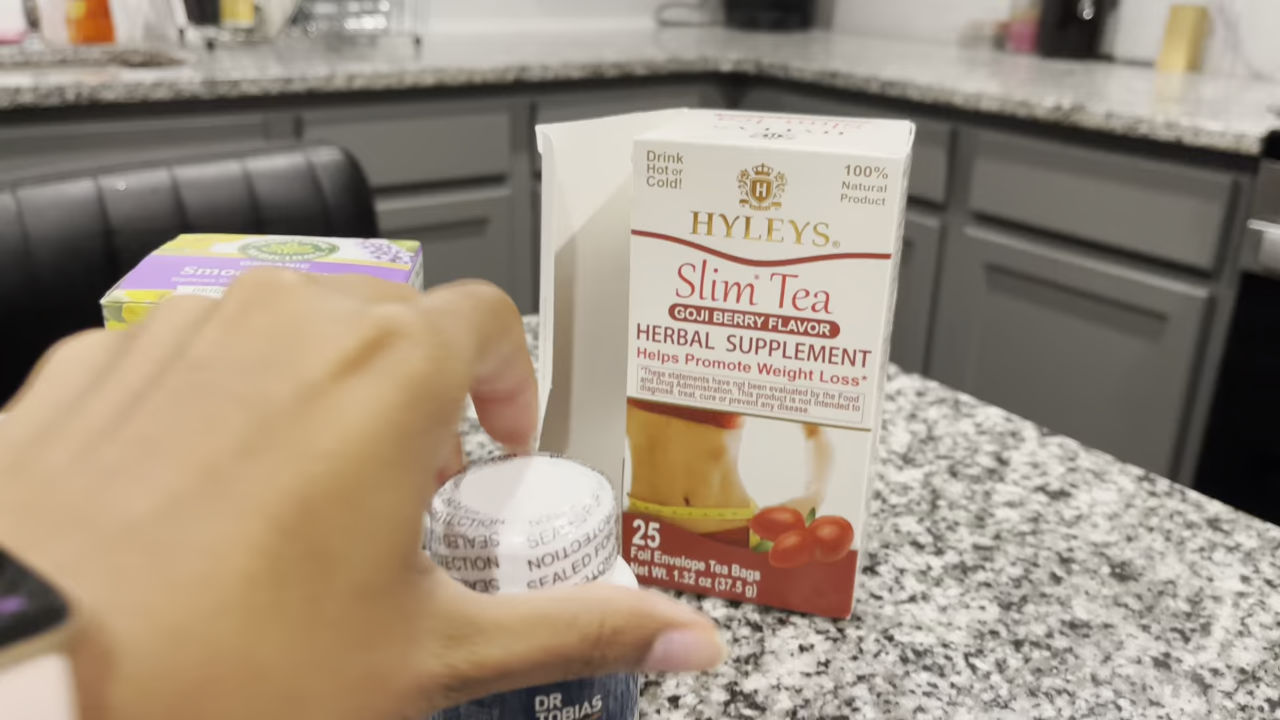 Drink
Hot or
Cold!
100%
Natural
Product
H
HYLEYS®
Slim Tea
GOJI BERRY FLAVOR
HERBAL SUPPLEMENT
Helps Promote Weight Loss*
*These statements have not been evaluated by the Food
and Drug Administration. This product is not intended to
diagnose, treat, cure or prevent any disease.
25
Foil Envelope Tea Bags
Net Wt. 1.32 oz (37.5 g)
ORGANIC
Smoo
SEALED FO
DR
TOBIAS